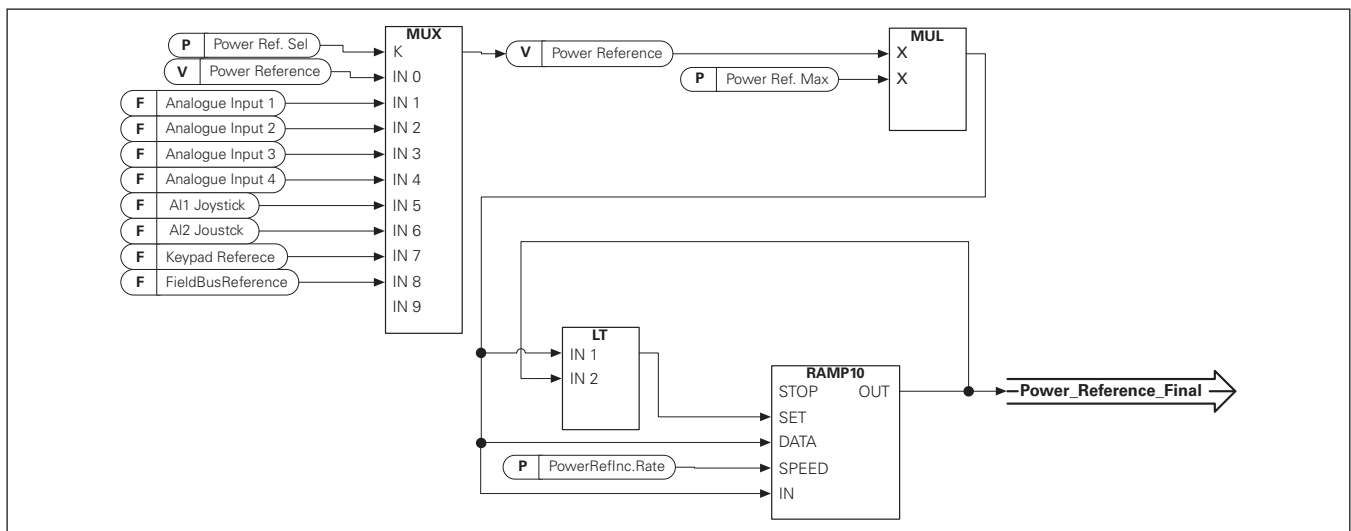 MUX
P Power Ref. Sel
K
V Power Reference
IN 0
F Analogue Input 1
IN 1
F Analogue Input 2
IN 2
F Analogue Input 3
IN 3
F Analogue Input 4
IN 4
F AI1 Joystick
IN 5
F AI2 Joustck
IN 6
F Keypad Referece
IN 7
F FieldBusReference
IN 8
IN 9
V Power Reference
P Power Ref. Max
MUL
X
X
LT
IN 1
IN 2
RAMP10
STOP OUT
SET
DATA
P PowerRefInc.Rate
SPEED
IN
Power_Reference_Final